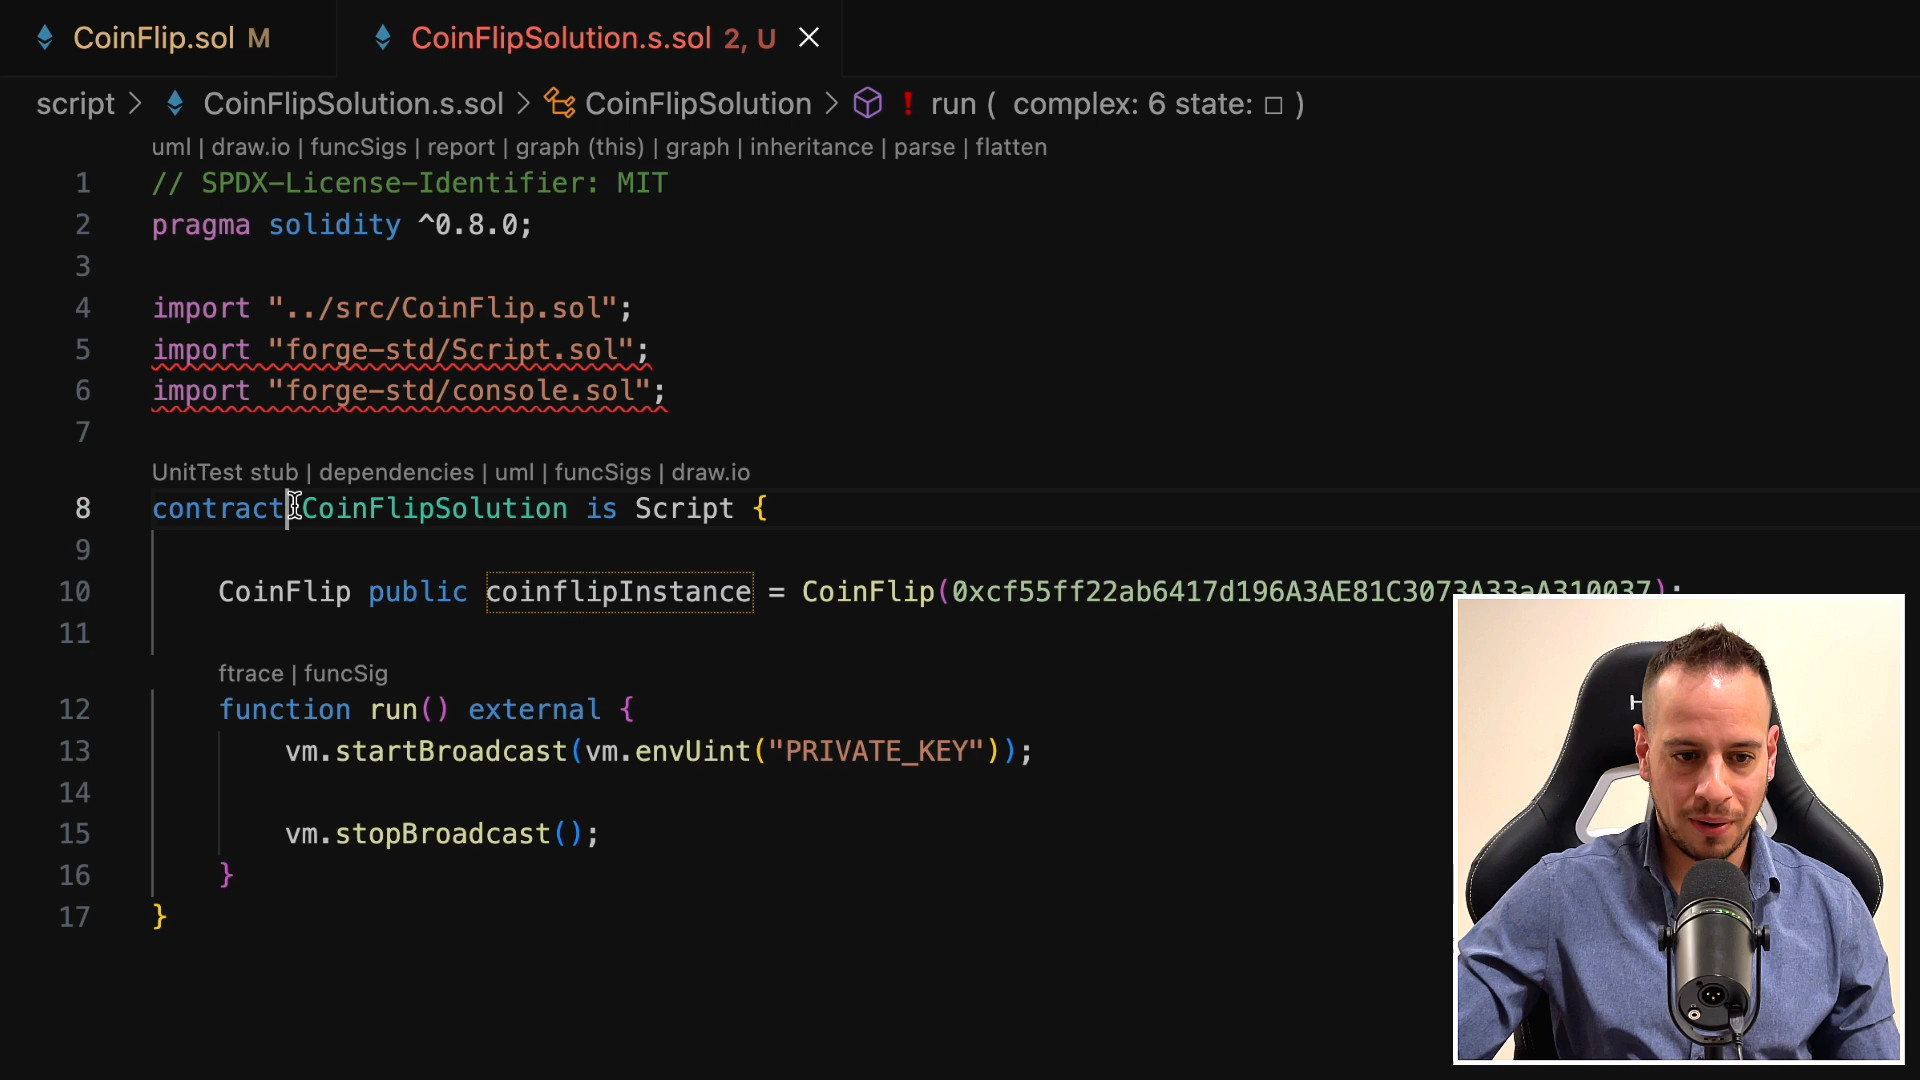 CoinFlip.sol M
CoinFlipSolution.s.sol 2, U
script > CoinFlipSolution.s.sol > CoinFlipSolution > ! run ( complex: 6 state: □ )
uml | draw.io | funcSigs | report | graph (this) | graph | inheritance | parse | flatten
1 // SPDX-License-Identifier: MIT
2 pragma solidity ^0.8.0;
3
4 import "../src/CoinFlip.sol";
5 import "forge-std/Script.sol";
6 import "forge-std/console.sol";
7
UnitTest stub | dependencies | uml | funcSigs | draw.io
8 contract CoinFlipSolution is Script {
9
10 CoinFlip public coinflipInstance = CoinFlip(0xcf55ff22ab6417d196A3AE81C3073A33aA310037);
11
ftrace | funcSig
12 function run() external {
13 vm.startBroadcast(vm.envUint("PRIVATE_KEY"));
14
15 vm.stopBroadcast();
16 }
17 }